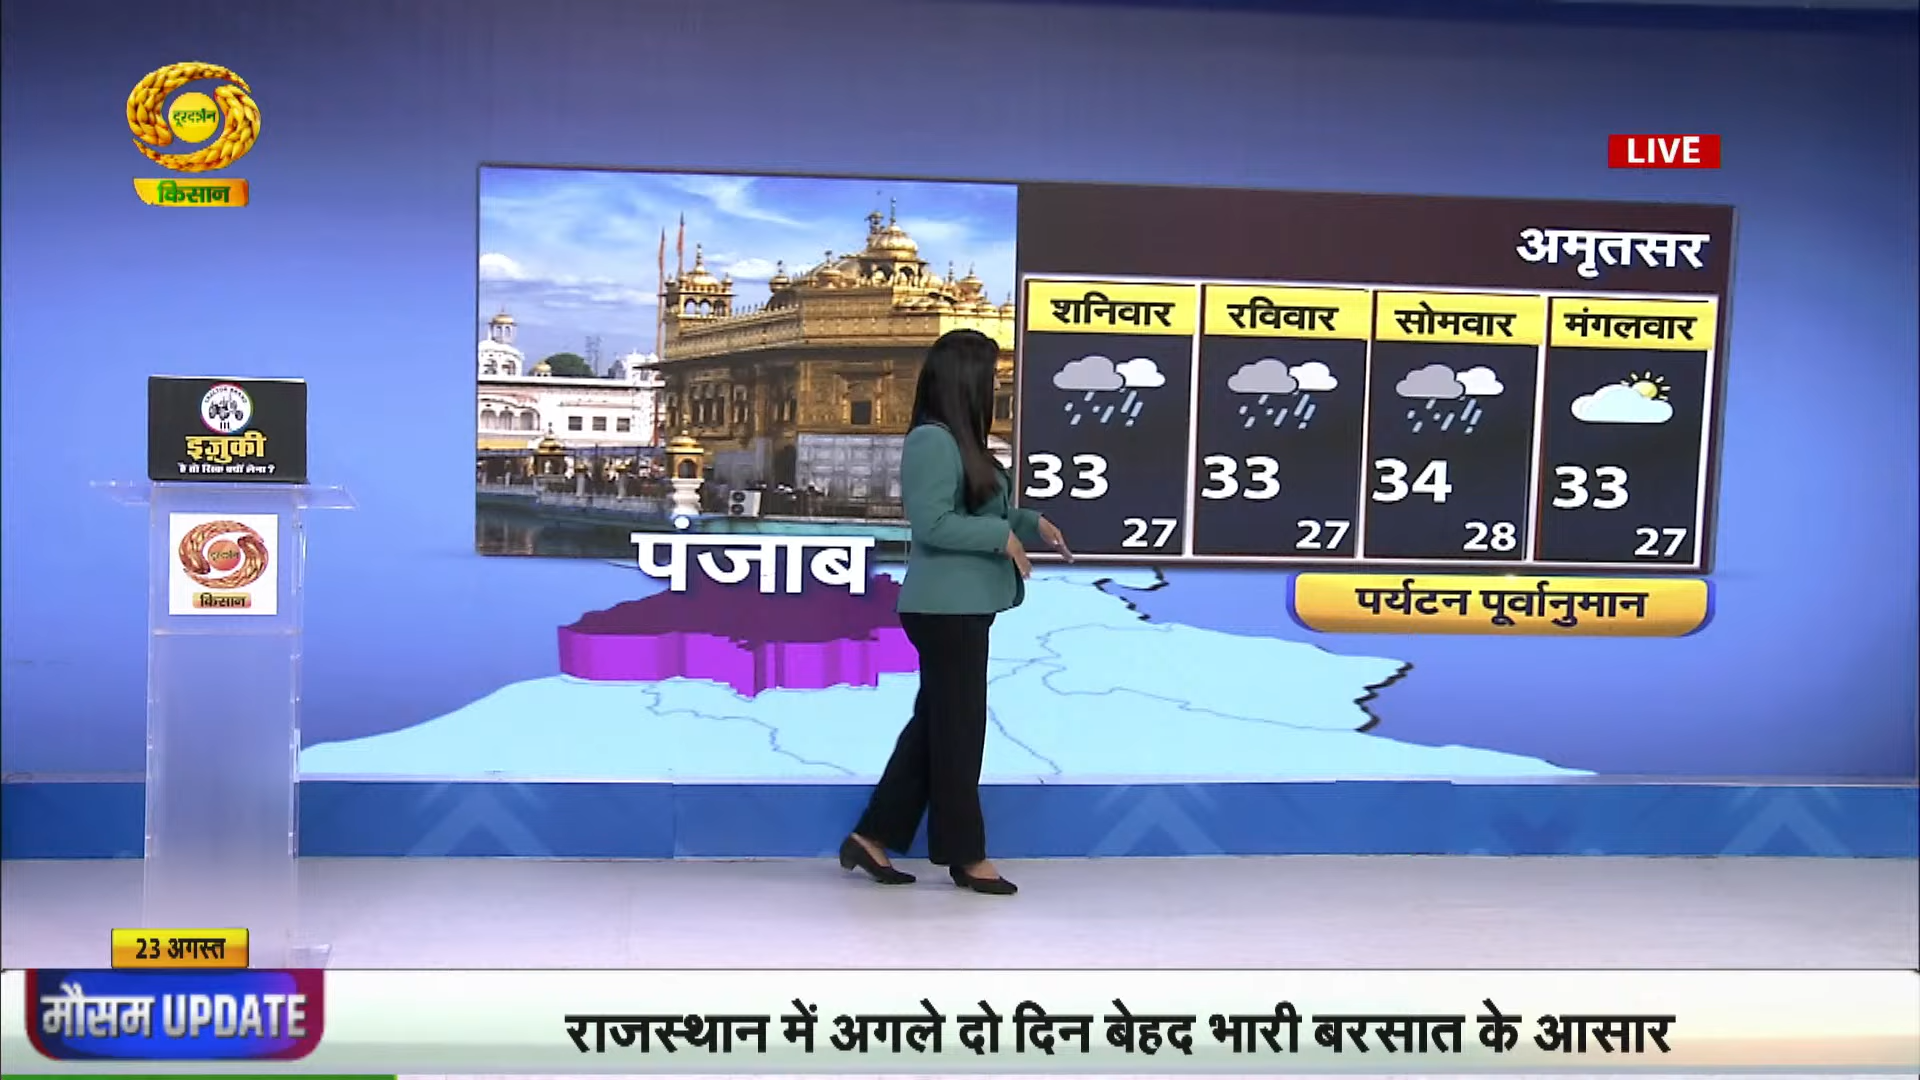 दूरदर्शन
किसान
LIVE
अमृतसर
शनिवार रविवार सोमवार मंगलवार
33 33 34 33
27 27 28 27
पंजाब
पर्यटन पूर्वानुमान
इज़ुकी
है तो रिस्क क्यों लेना?
दूरदर्शन
किसान
23 अगस्त
मौसम UPDATE
राजस्थान में अगले दो दिन बेहद भारी बरसात के आसार